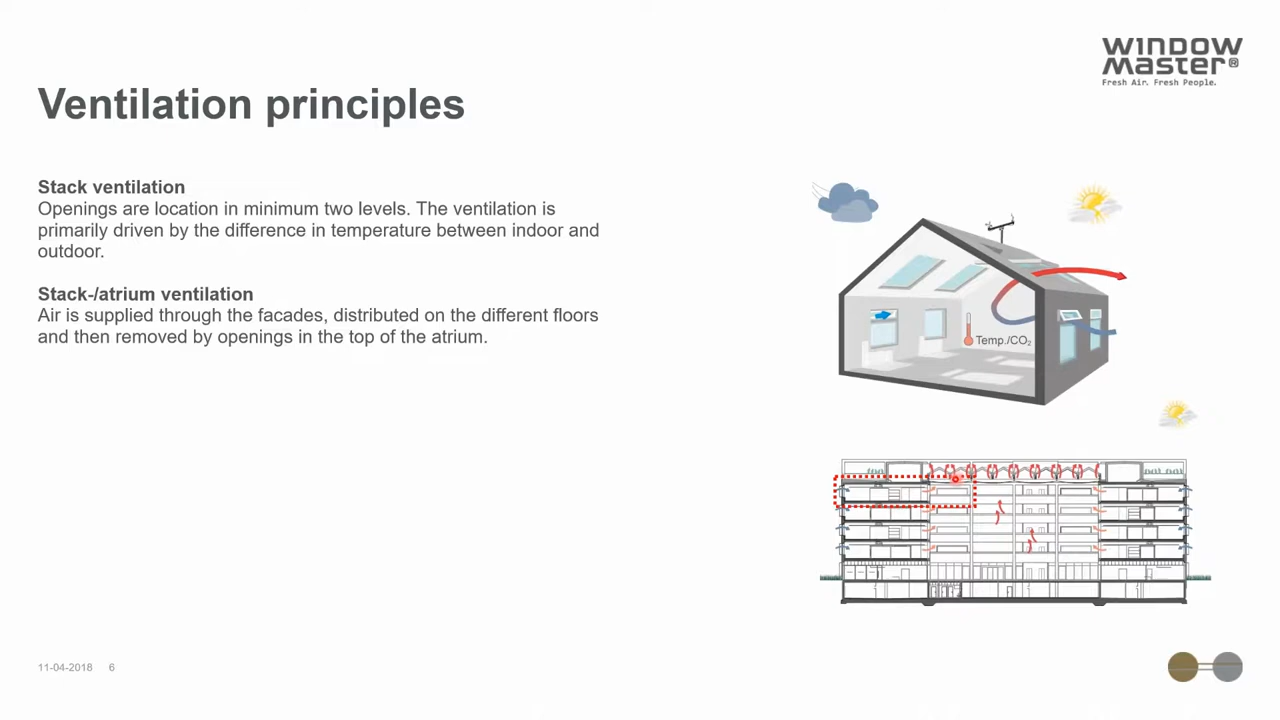 WINDOW
MASTER®
Fresh Air. Fresh People.
Ventilation principles
Stack ventilation
Openings are location in minimum two levels. The ventilation is
primarily driven by the difference in temperature between indoor and
outdoor.
Stack-/atrium ventilation
Air is supplied through the facades, distributed on the different floors
and then removed by openings in the top of the atrium.
Temp./CO₂
11-04-2018 6